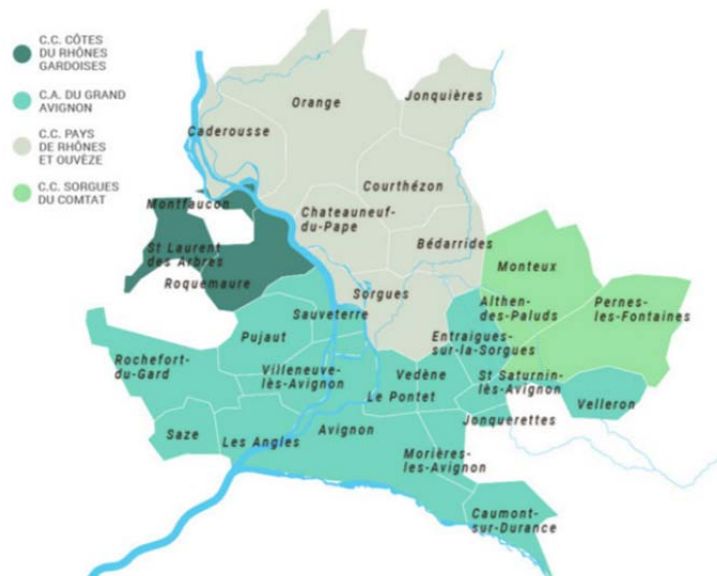 C.C. CÔTES
DU RHÔNES
GARDOISES
C.A. DU GRAND
AVIGNON
C.C. PAYS
DE RHÔNES
ET OUVÈZE
C.C. SORGUES
DU COMTAT
Orange
Jonquières
Caderousse
Courthézon
Montfaucon
Chateauneuf-
du-Pape
Bédarrides
St Laurent
des Arbres
Monteux
Roquemaure
Sorgues
Althen-
des-Paluds
Pernes-
les-Fontaines
Sauveterre
Pujaut
Entraigues-
sur-la-Sorgues
Rochefort-
du-Gard
Villeneuve-
lès-Avignon
Vedène
St Saturnin-
lès-Avignon
Le Pontet
Velleron
Jonquerettes
Saze
Les Angles
Avignon
Morières-
les-Avignon
Caumont-
sur-Durance